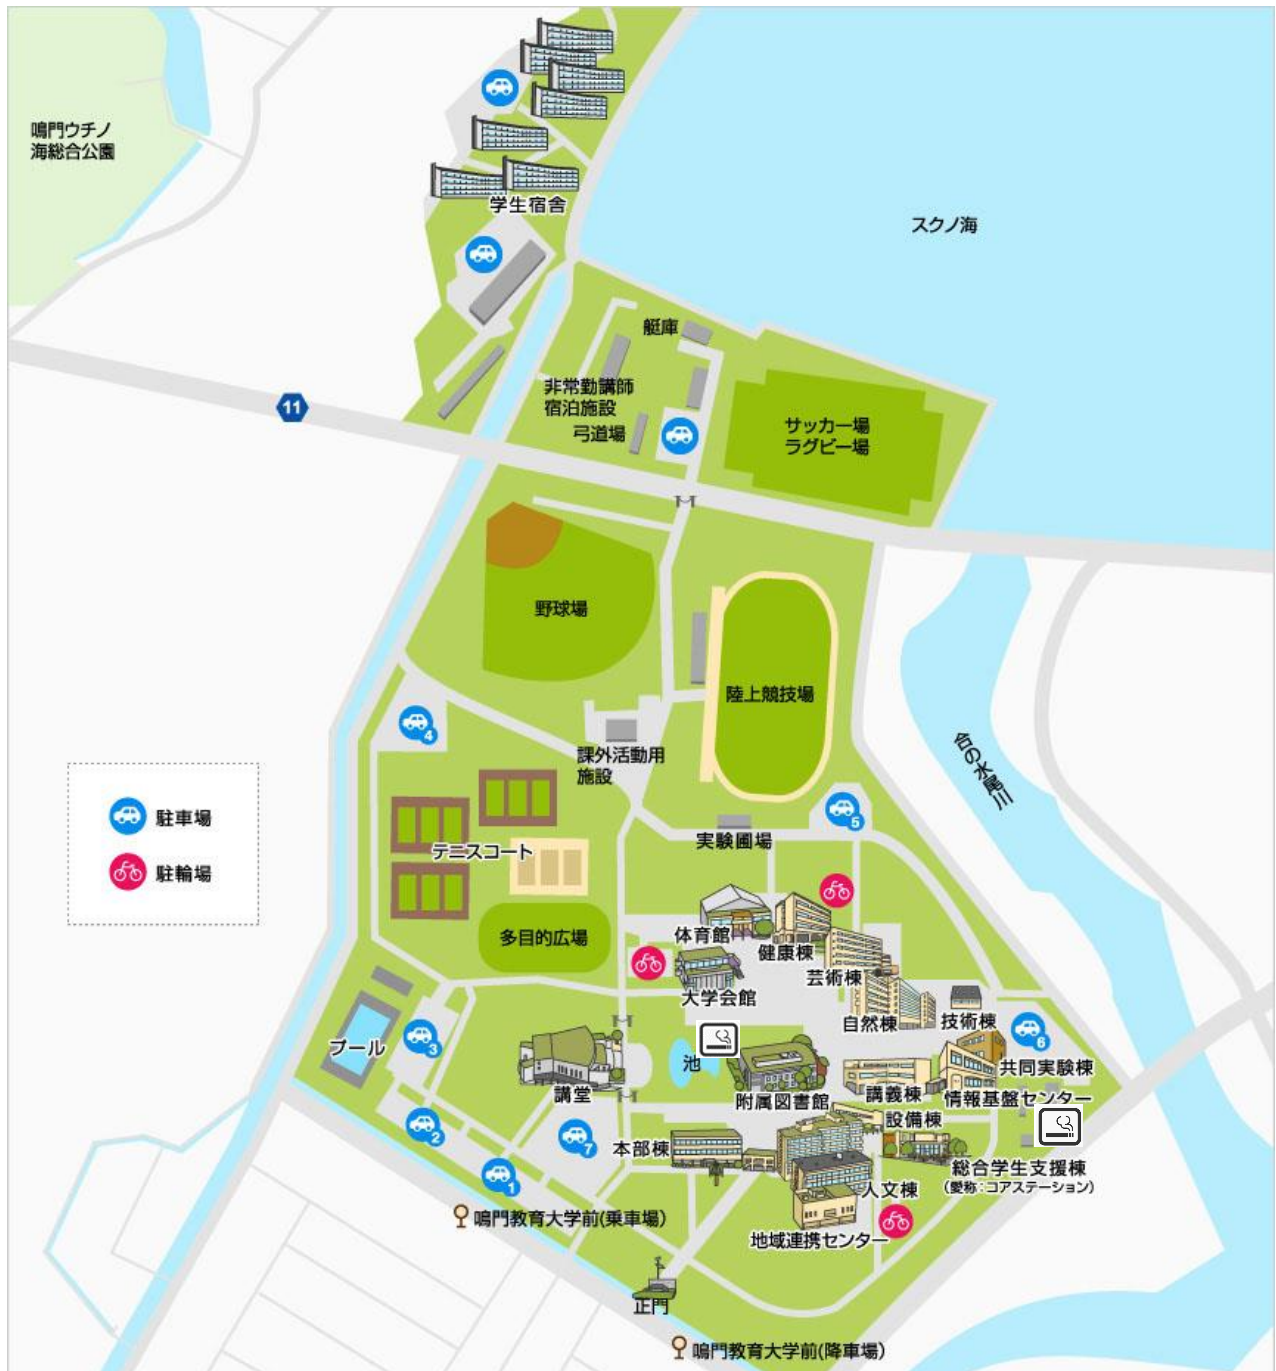 鳴門ウチノ
海総合公園
学生宿舎
スクノ海
艇庫
非常勤講師
宿泊施設
弓道場
サッカー場
ラグビー場
11
野球場
陸上競技場
4
課外活動用
施設
合の水尾川
駐車場
駐輪場
5
実験圃場
テニスコート
多目的広場
体育館
健康棟
芸術棟
大学会館
自然棟
技術棟
6
共同実験棟
プール
3
池
講堂
附属図書館
講義棟
情報基盤センター
設備棟
2
7
本部棟
総合学生支援棟
(愛称:コアステーション)
1
人文棟
鳴門教育大学前(乗車場)
地域連携センター
正門
鳴門教育大学前(降車場)